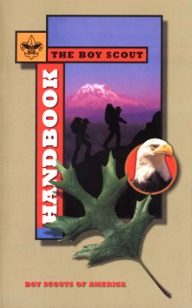 THE BOY SCOUT
HANDBOOK
BOY SCOUTS OF AMERICA